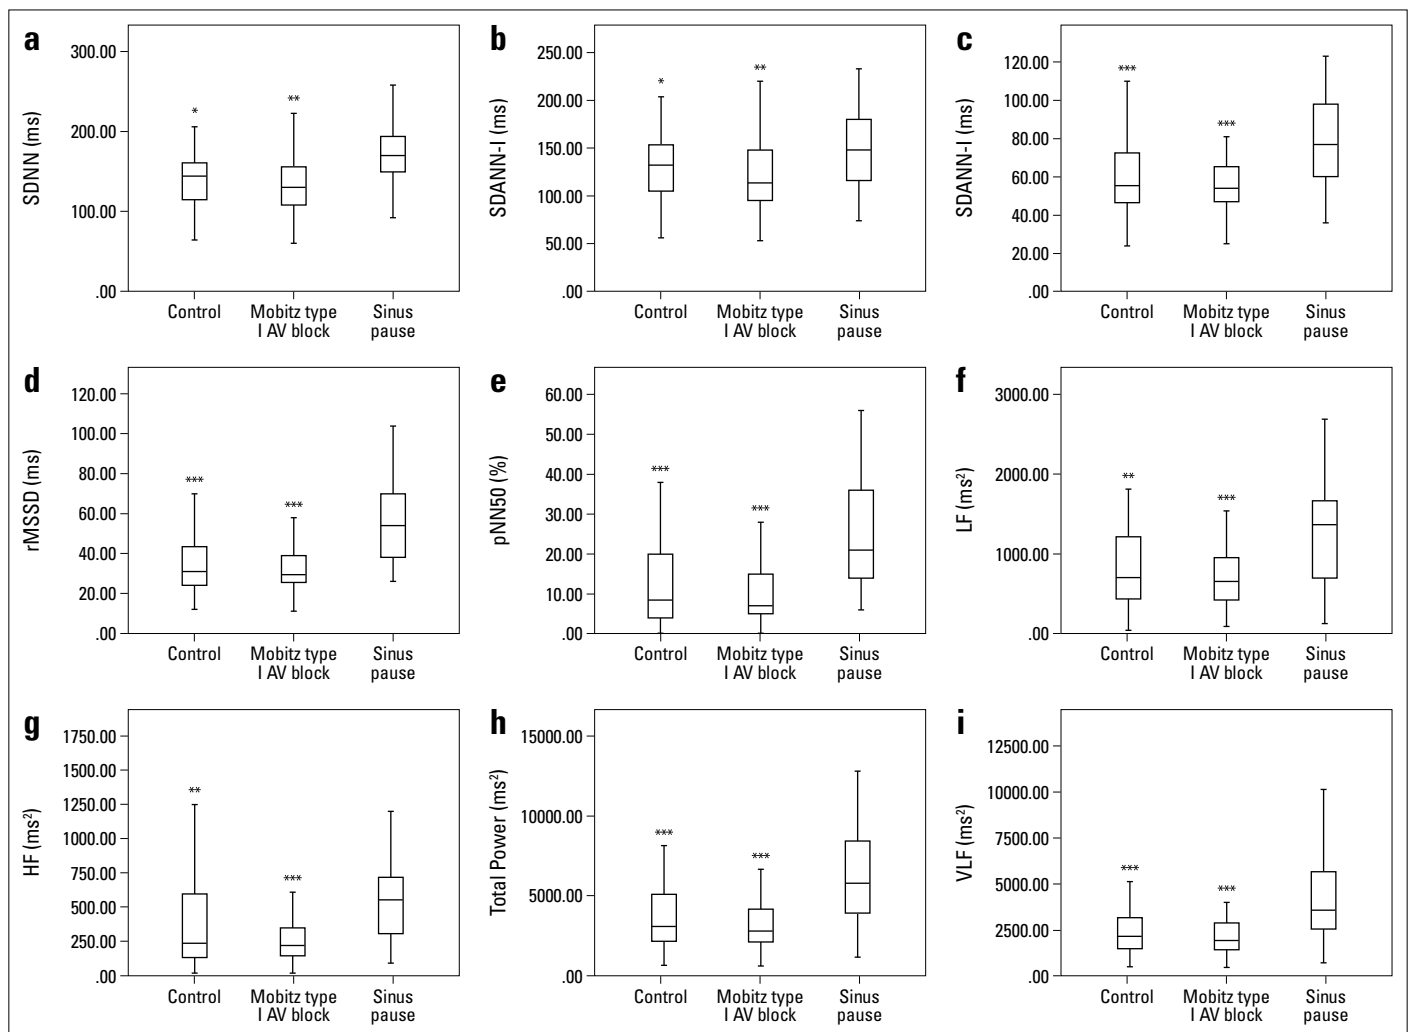 a
SDNN (ms)
300.00
200.00
100.00
.00
*
**
Control
Mobitz type
I AV block
Sinus
pause
b
SDANN-I (ms)
250.00
200.00
150.00
100.00
50.00
.00
*
**
Control
Mobitz type
I AV block
Sinus
pause
c
SDANN-I (ms)
120.00
100.00
80.00
60.00
40.00
20.00
.00
***
***
Control
Mobitz type
I AV block
Sinus
pause
d
rMSSD (ms)
120.00
100.00
80.00
60.00
40.00
20.00
.00
***
***
Control
Mobitz type
I AV block
Sinus
pause
e
pNN50 (%)
60.00
50.00
40.00
30.00
20.00
10.00
.00
***
***
Control
Mobitz type
I AV block
Sinus
pause
f
LF (ms²)
3000.00
2000.00
1000.00
.00
**
***
Control
Mobitz type
I AV block
Sinus
pause
g
HF (ms²)
1750.00
1500.00
1250.00
1000.00
750.00
500.00
250.00
.00
**
***
Control
Mobitz type
I AV block
Sinus
pause
h
Total Power (ms²)
15000.00
10000.00
5000.00
.00
***
***
Control
Mobitz type
I AV block
Sinus
pause
i
VLF (ms²)
12500.00
10000.00
7500.00
5000.00
2500.00
.00
***
***
Control
Mobitz type
I AV block
Sinus
pause